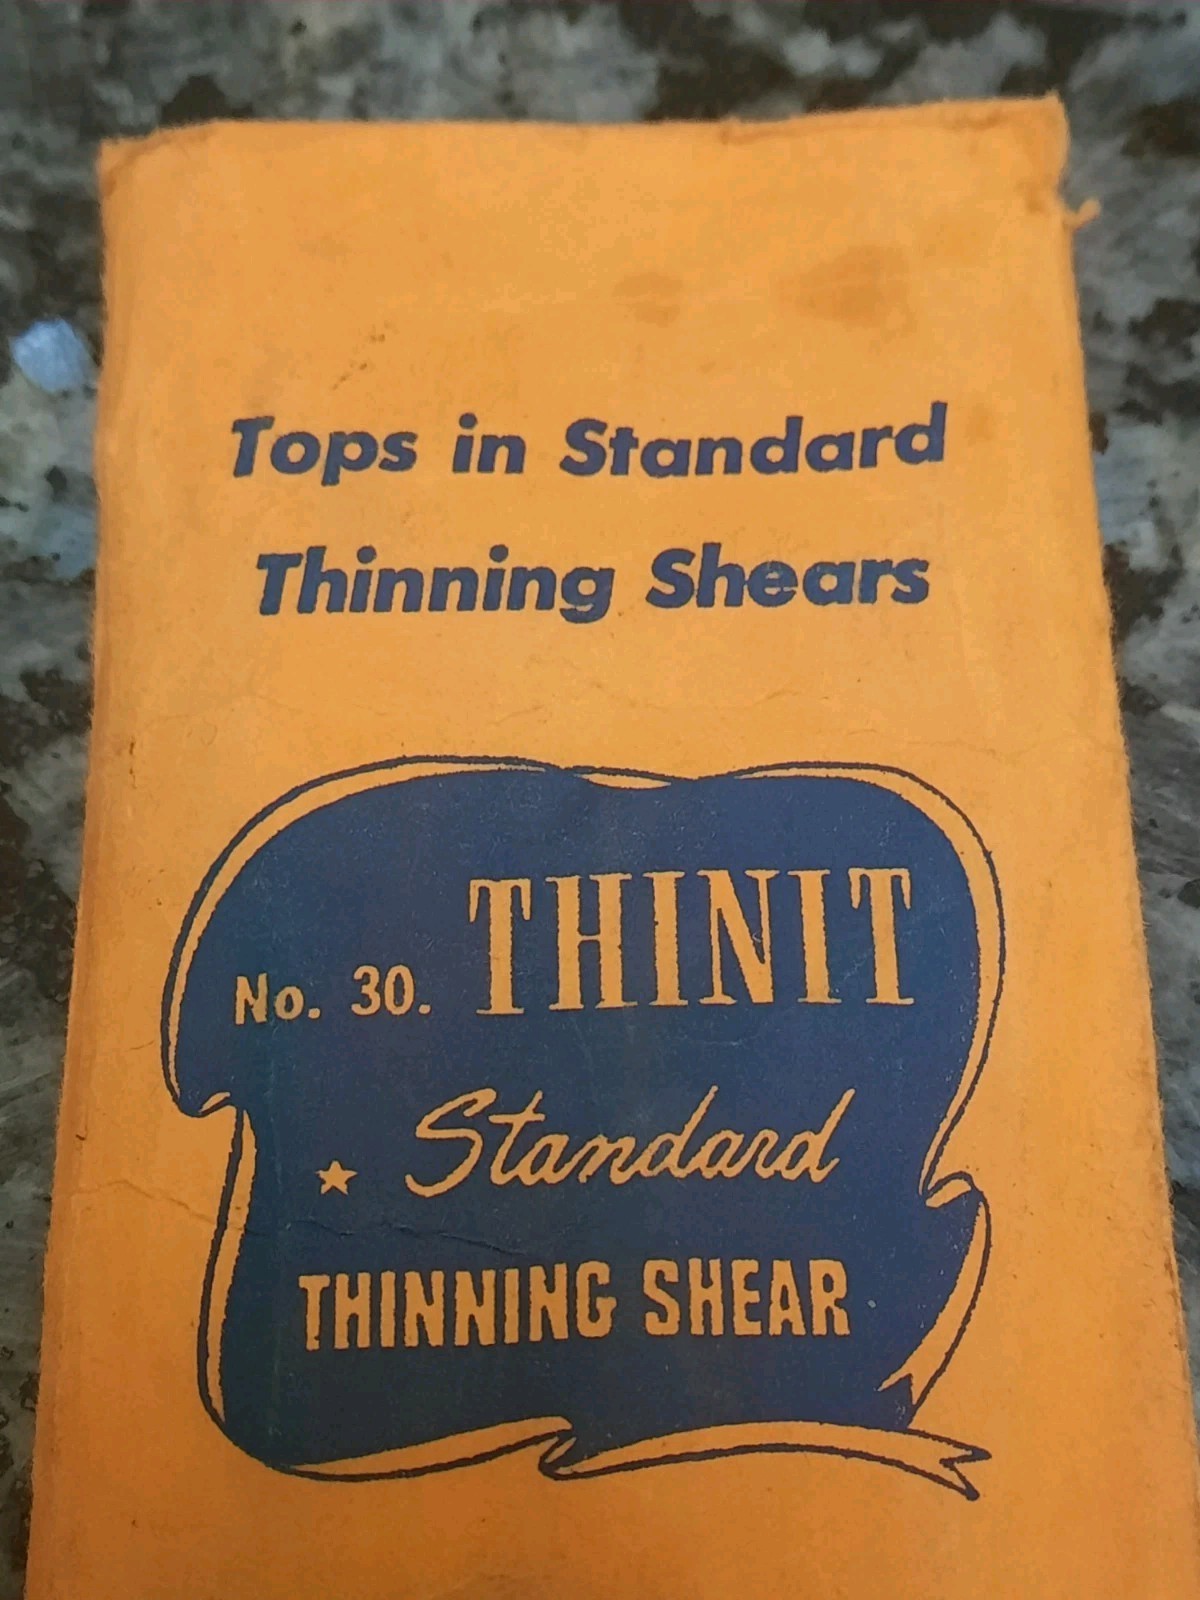 Tops in Standard
Thinning Shears
No. 30. THINIT
Standard
THINNING SHEAR